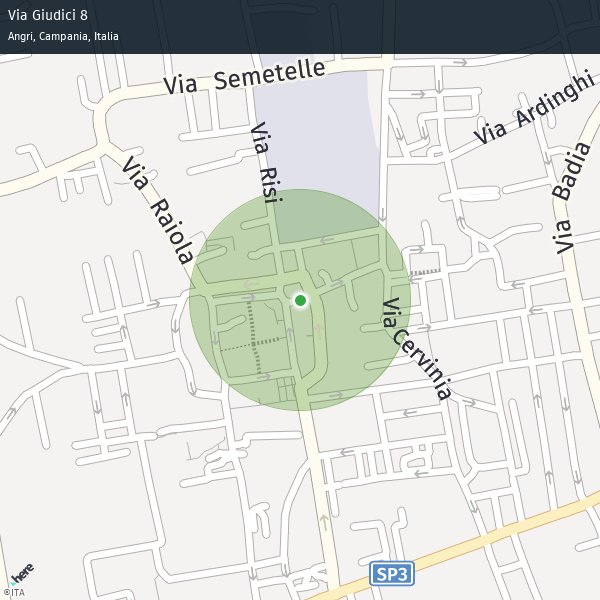 Via Giudici 8
Angri, Campania, Italia
Via Semetelle
Via Ardinghi
Via Risi
Via Badia
Via Raiola
Via Cervinia
SP3
here
©ITA